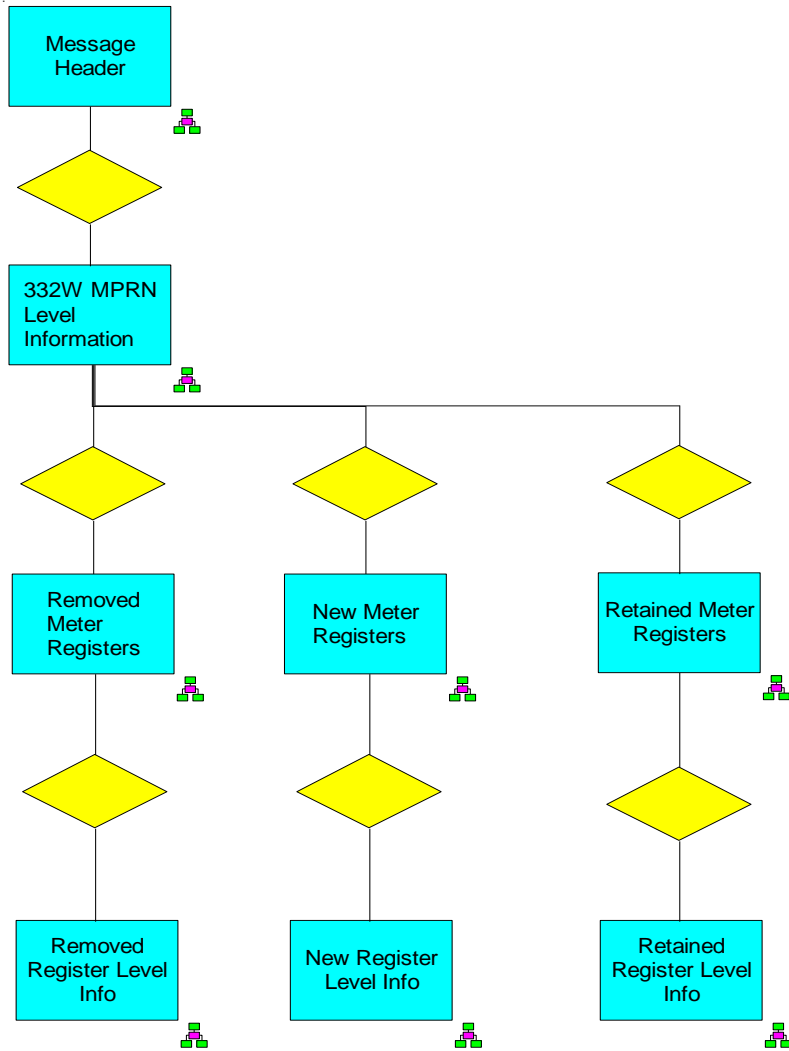 Message
Header
332W MPRN
Level
Information
Removed
Meter
Registers
New Meter
Registers
Retained Meter
Registers
Removed
Register Level
Info
New Register
Level Info
Retained
Register Level
Info